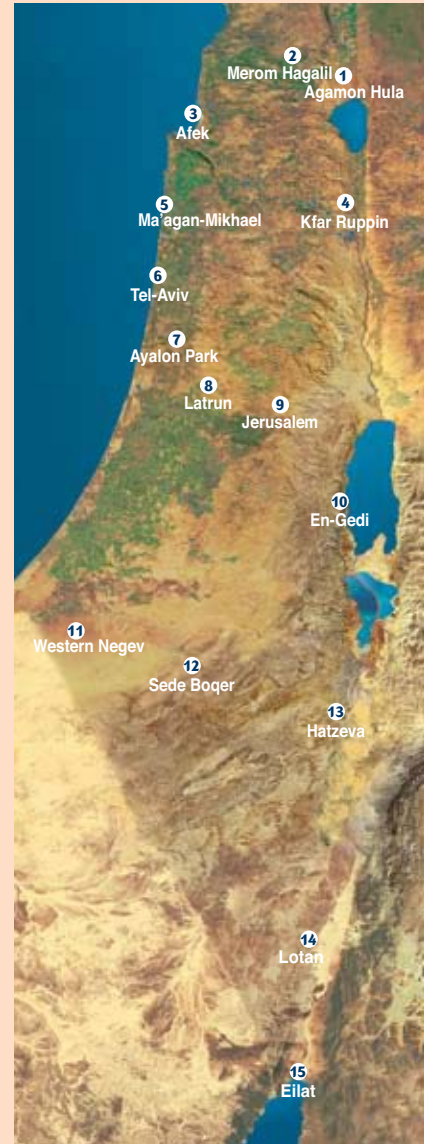 2
Merom Hagalil
1
Agamon Hula
3
Afek
5
Ma'agan-Mikhael
4
Kfar Ruppin
6
Tel-Aviv
7
Ayalon Park
8
Latrun
9
Jerusalem
10
En-Gedi
11
Western Negev
12
Sede Boqer
13
Hatzeva
14
Lotan
15
Eilat